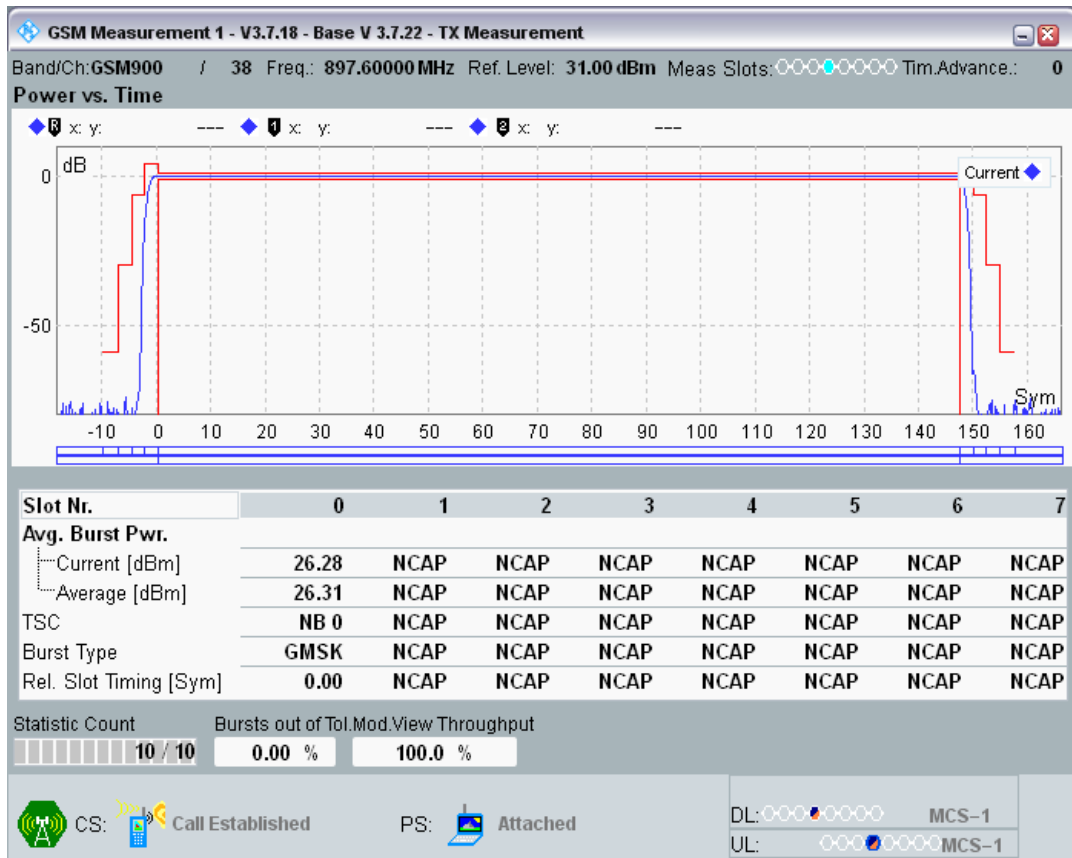 GSM Measurement 1 - V3.7.18 - Base V 3.7.22 - TX Measurement
Band/Ch:GSM900 / 38 Freq.: 897.60000 MHz Ref. Level: 31.00 dBm Meas Slots: Tim.Advance.: 0
Power vs. Time
R x: y: --- 1 x: y: --- 2 x: y: ---
dB
Current
0
-50
Sym
-10 0 10 20 30 40 50 60 70 80 90 100 110 120 130 140 150 160
Slot Nr. 0 1 2 3 4 5 6 7
Avg. Burst Pwr.
Current [dBm] 26.28 NCAP NCAP NCAP NCAP NCAP NCAP NCAP
Average [dBm] 26.31 NCAP NCAP NCAP NCAP NCAP NCAP NCAP
TSC NB 0 NCAP NCAP NCAP NCAP NCAP NCAP NCAP
Burst Type GMSK NCAP NCAP NCAP NCAP NCAP NCAP NCAP
Rel. Slot Timing [Sym] 0.00 NCAP NCAP NCAP NCAP NCAP NCAP NCAP
Statistic Count Bursts out of Tol.Mod.View Throughput
10 / 10 0.00 % 100.0 %
CS: Call Established PS: Attached
DL: MCS-1
UL: MCS-1